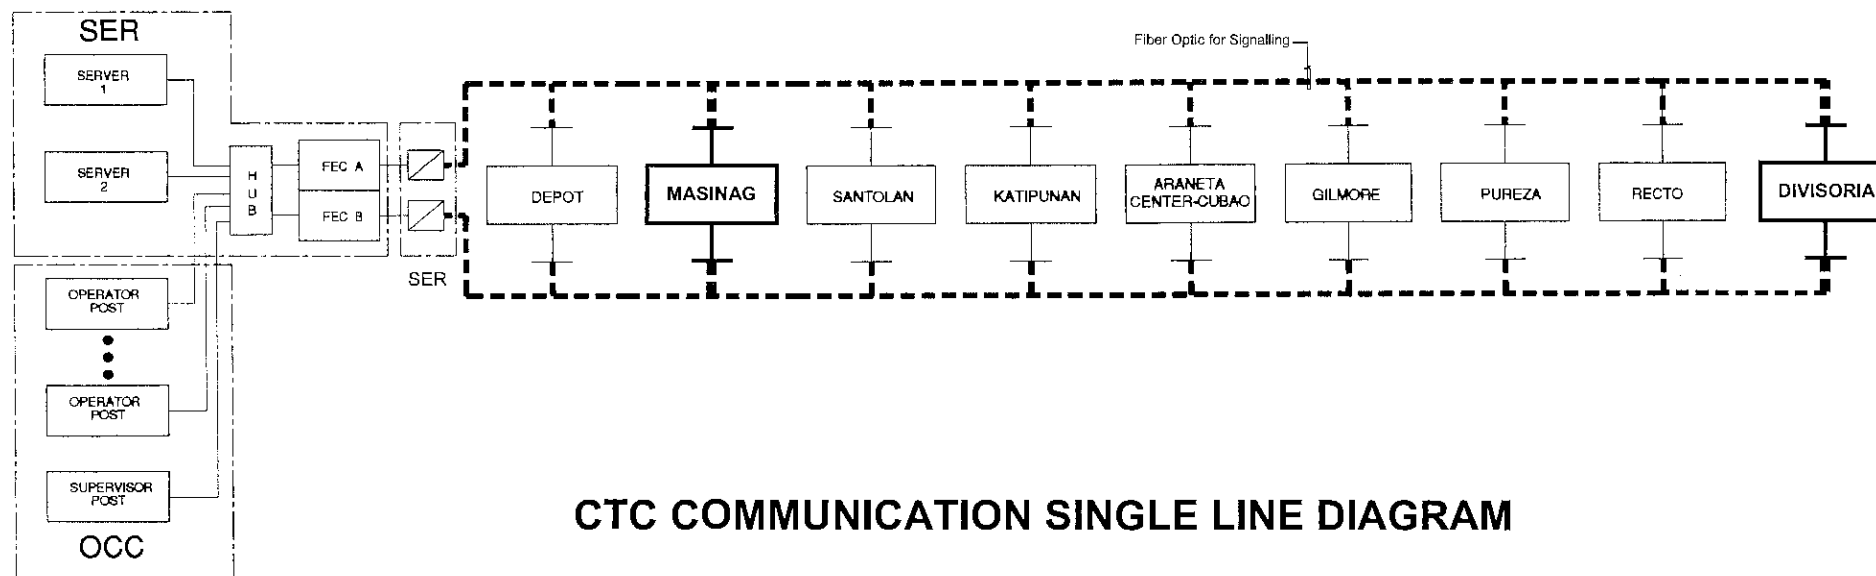 SER
SERVER
1
SERVER
2
H
U
B
FEC A
FEC B
SER
Fiber Optic for Signalling
DEPOT
MASINAG
SANTOLAN
KATIPUNAN
ARANETA
CENTER-CUBAO
GILMORE
PUREZA
RECTO
DIVISORIA
OPERATOR
POST
OPERATOR
POST
SUPERVISOR
POST
OCC
CTC COMMUNICATION SINGLE LINE DIAGRAM